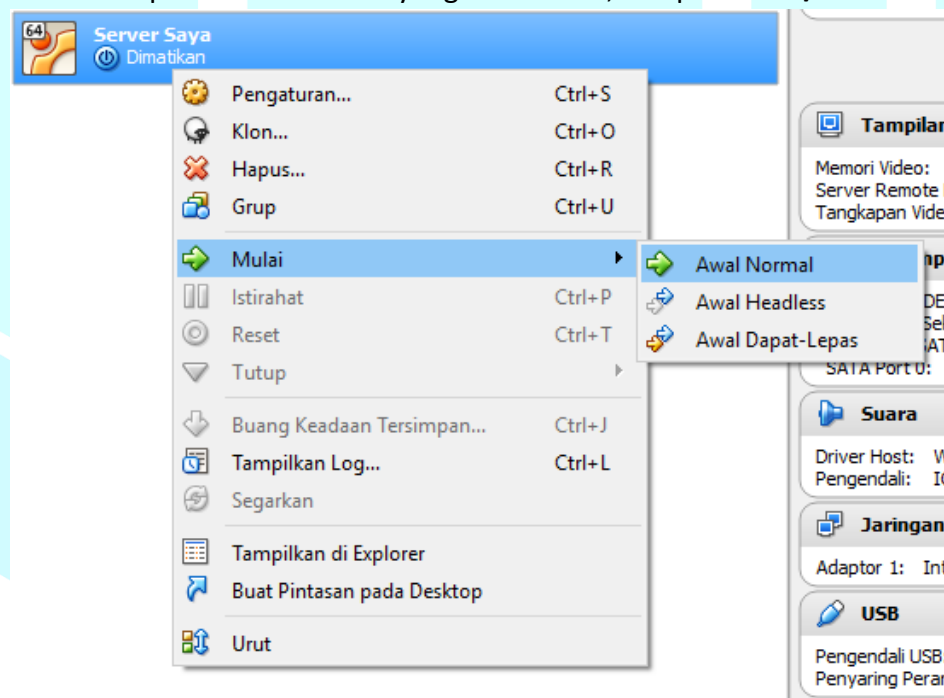 64
Server Saya
Dimatikan
Pengaturan... Ctrl+S
Klon... Ctrl+O
Hapus... Ctrl+R
Grup Ctrl+U
Mulai
Istirahat Ctrl+P
Reset Ctrl+T
Tutup
Buang Keadaan Tersimpan... Ctrl+J
Tampilkan Log... Ctrl+L
Segarkan
Tampilkan di Explorer
Buat Pintasan pada Desktop
Urut
Awal Normal
Awal Headless
Awal Dapat-Lepas
Memori Video:
Server Remote
Tangkapan
SATA Port 0:
Suara
Driver Host:
Pengendali:
Jaringan
Adaptor 1:
USB
Pengendali USB
Penyaring